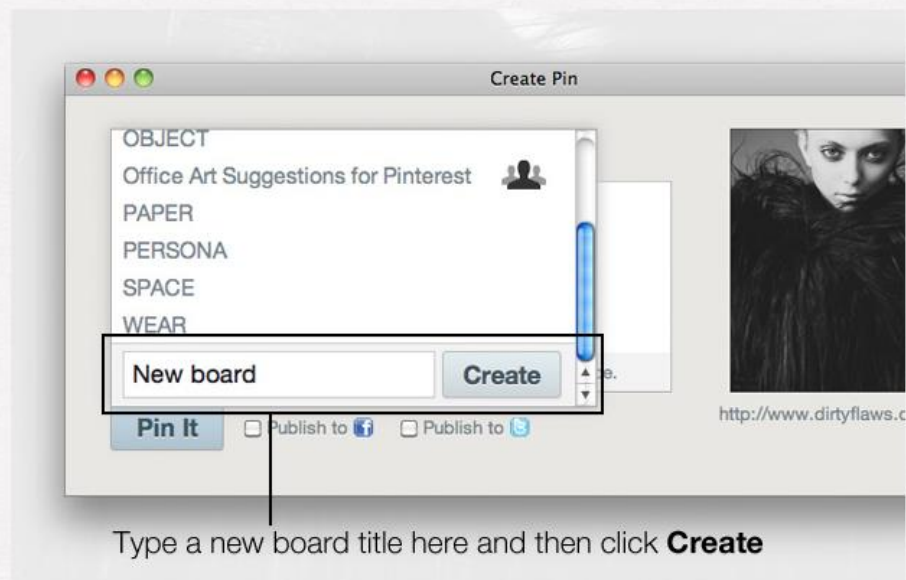 Create Pin
OBJECT
Office Art Suggestions for Pinterest
PAPER
PERSONA
SPACE
WEAR
New board
Create
Pin It
Publish to
Publish to
http://www.dirtyflaws.c
Type a new board title here and then click Create